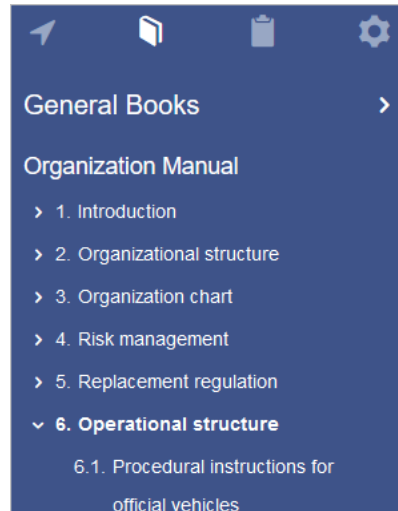 General Books
Organization Manual
1. Introduction
2. Organizational structure
3. Organization chart
4. Risk management
5. Replacement regulation
6. Operational structure
6.1. Procedural instructions for
official vehicles